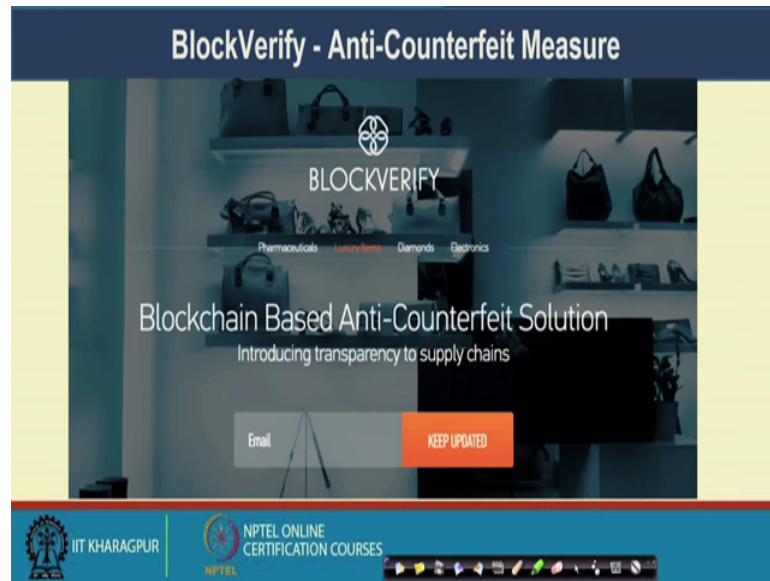 BlockVerify - Anti-Counterfeit Measure
BLOCKVERIFY
Pharmaceuticals Luxury Items Diamonds Electronics
Blockchain Based Anti-Counterfeit Solution
Introducing transparency to supply chains
Email KEEP UPDATED
IIT KHARAGPUR
NPTEL ONLINE
CERTIFICATION COURSES
NPTEL